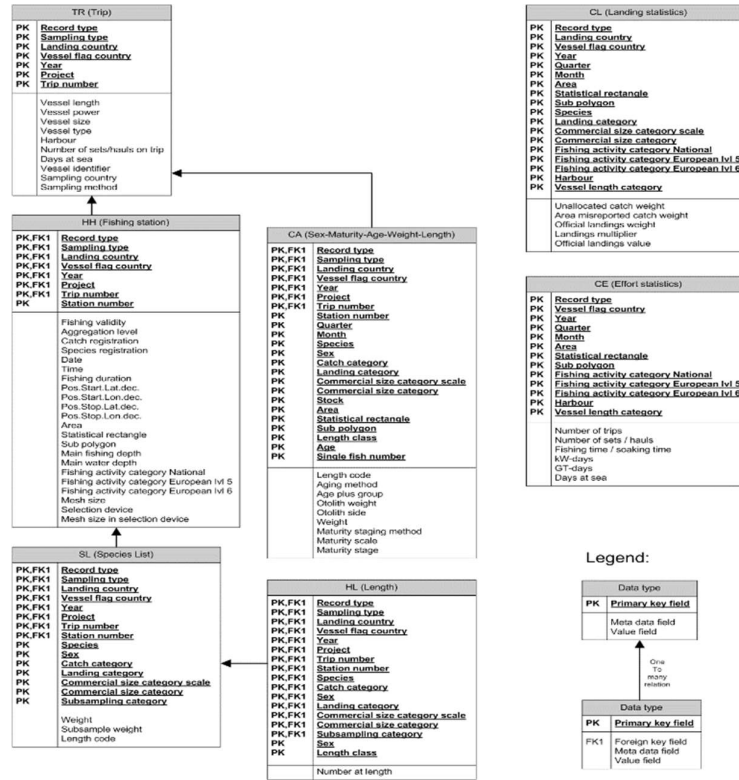 TR (Trip)
PK Record type
PK Sampling type
PK Landing country
PK Vessel flag country
PK Year
PK Project
PK Trip number
Vessel length
Vessel power
Vessel size
Vessel type
Harbour
Number of sets/hauls on trip
Days at sea
Vessel identifier
Sampling country
Sampling method
HH (Fishing station)
PK,FK1 Record type
PK,FK1 Sampling type
PK,FK1 Landing country
PK,FK1 Vessel flag country
PK,FK1 Year
PK,FK1 Project
PK,FK1 Trip number
PK Station number
Fishing validity
Aggregation level
Catch registration
Species registration
Date
Time
Fishing duration
Pos.Start.Lat.dec.
Pos.Start.Lon.dec.
Pos.Stop.Lat.dec.
Pos.Stop.Lon.dec.
Area
Statistical rectangle
Sub polygon
Main fishing depth
Main water depth
Fishing activity category National
Fishing activity category European lvl 5
Fishing activity category European lvl 6
Mesh size
Selection device
Mesh size in selection device
SL (Species List)
PK,FK1 Record type
PK,FK1 Sampling type
PK,FK1 Landing country
PK,FK1 Vessel flag country
PK,FK1 Year
PK,FK1 Project
PK,FK1 Trip number
PK,FK1 Station number
PK Species
PK Sex
PK Catch category
PK Landing category
PK Commercial size category scale
PK Commercial size category
PK Subsampling category
Weight
Subsample weight
Length code
CA (Sex-Maturity-Age-Weight-Length)
PK,FK1 Record type
PK,FK1 Sampling type
PK,FK1 Landing country
PK,FK1 Vessel flag country
PK,FK1 Year
PK,FK1 Project
PK,FK1 Trip number
PK Station number
PK Quarter
PK Month
PK Species
PK Sex
PK Catch category
PK Landing category
PK Commercial size category scale
PK Commercial size category
PK Stock
PK Area
PK Statistical rectangle
PK Sub polygon
PK Length class
PK Age
PK Single fish number
Length code
Aging method
Age plus group
Otolith weight
Otolith side
Weight
Maturity staging method
Maturity scale
Maturity stage
HL (Length)
PK,FK1 Record type
PK,FK1 Sampling type
PK,FK1 Landing country
PK,FK1 Vessel flag country
PK,FK1 Year
PK,FK1 Project
PK,FK1 Trip number
PK,FK1 Station number
PK,FK1 Species
PK,FK1 Catch category
PK,FK1 Sex
PK,FK1 Landing category
PK,FK1 Commercial size category scale
PK,FK1 Commercial size category
PK,FK1 Subsampling category
PK Sex
PK Length class
Number at length
CL (Landing statistics)
PK Record type
PK Landing country
PK Vessel flag country
PK Year
PK Quarter
PK Month
PK Area
PK Statistical rectangle
PK Sub polygon
PK Species
PK Landing category
PK Commercial size category scale
PK Commercial size category
PK Fishing activity category National
PK Fishing activity category European lvl 5
PK Fishing activity category European lvl 6
PK Harbour
PK Vessel length category
Unallocated catch weight
Area misreported catch weight
Official landings weight
Landings multiplier
Official landings value
CE (Effort statistics)
PK Record type
PK Vessel flag country
PK Year
PK Quarter
PK Month
PK Area
PK Statistical rectangle
PK Sub polygon
PK Fishing activity category National
PK Fishing activity category European lvl 5
PK Fishing activity category European lvl 6
PK Harbour
PK Vessel length category
Number of trips
Number of sets / hauls
Fishing time / soaking time
kW-days
GT-days
Days at sea
Legend:
Data type
PK Primary key field
Meta data field
Value field
One
To
many
relation
Data type
PK Primary key field
FK1 Foreign key field
Meta data field
Value field